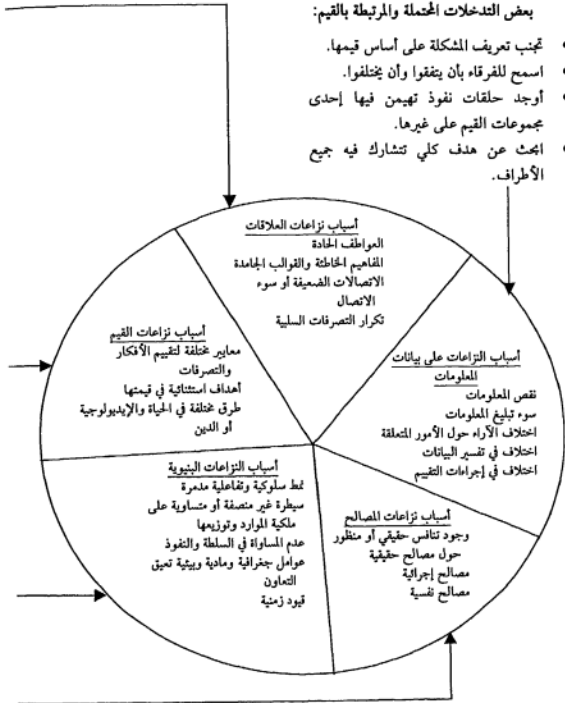 بعض التدخلات المحتملة والمرتبطة بالقيم:
• تجنب تعريف المشكلة على أساس قيمها.
• اسمح للفرقاء بأن يتفقوا وأن يختلفوا.
• أوجد حلقات نفوذ تهيمن فيها إحدى
مجموعات القيم على غيرها.
• ابحث عن هدف كلي تتشارك فيه جميع
الأطراف.
أسباب نزاعات العلاقات
العواطف الحادة
المفاهيم الخاطئة والقوالب الجامدة
الاتصالات الضعيفة أو سوء
الاتصال
تكرار التصرفات السلبية
أسباب النزاعات على بيانات
المعلومات
نقص المعلومات
سوء تبليغ المعلومات
اختلاف الآراء حول الأمور المتعلقة
اختلاف في تفسير البيانات
اختلاف في إجراءات التقييم
أسباب نزاعات المصالح
وجود تنافس حقيقي أو منظور
حول مصالح حقيقية
مصالح إجرائية
مصالح نفسية
أسباب النزاعات البنيوية
نمط سلوكية وتفاعلية مدمرة
سيطرة غير منصفة أو متساوية على
ملكية الموارد وتوزيعها
عدم المساواة في السلطة والنفوذ
عوامل جغرافية ومادية وبيئية تعيق
التعاون
قيود زمنية
أسباب نزاعات القيم
معايير مختلفة لتقييم الأفكار
والتصرفات
أهداف استثنائية في قيمتها
طرق مختلفة في الحياة والإيديولوجية
أو الدين